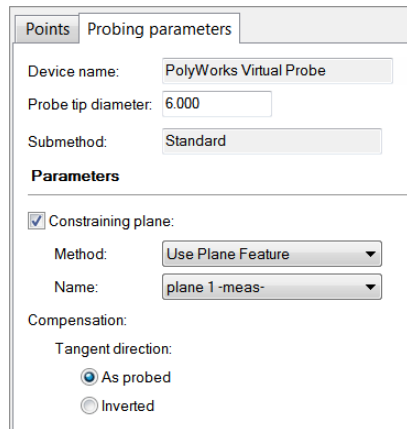 Points Probing parameters
Device name: PolyWorks Virtual Probe
Probe tip diameter: 6.000
Submethod: Standard
Parameters
Constraining plane:
Method: Use Plane Feature
Name: plane 1 -meas-
Compensation:
Tangent direction:
As probed
Inverted